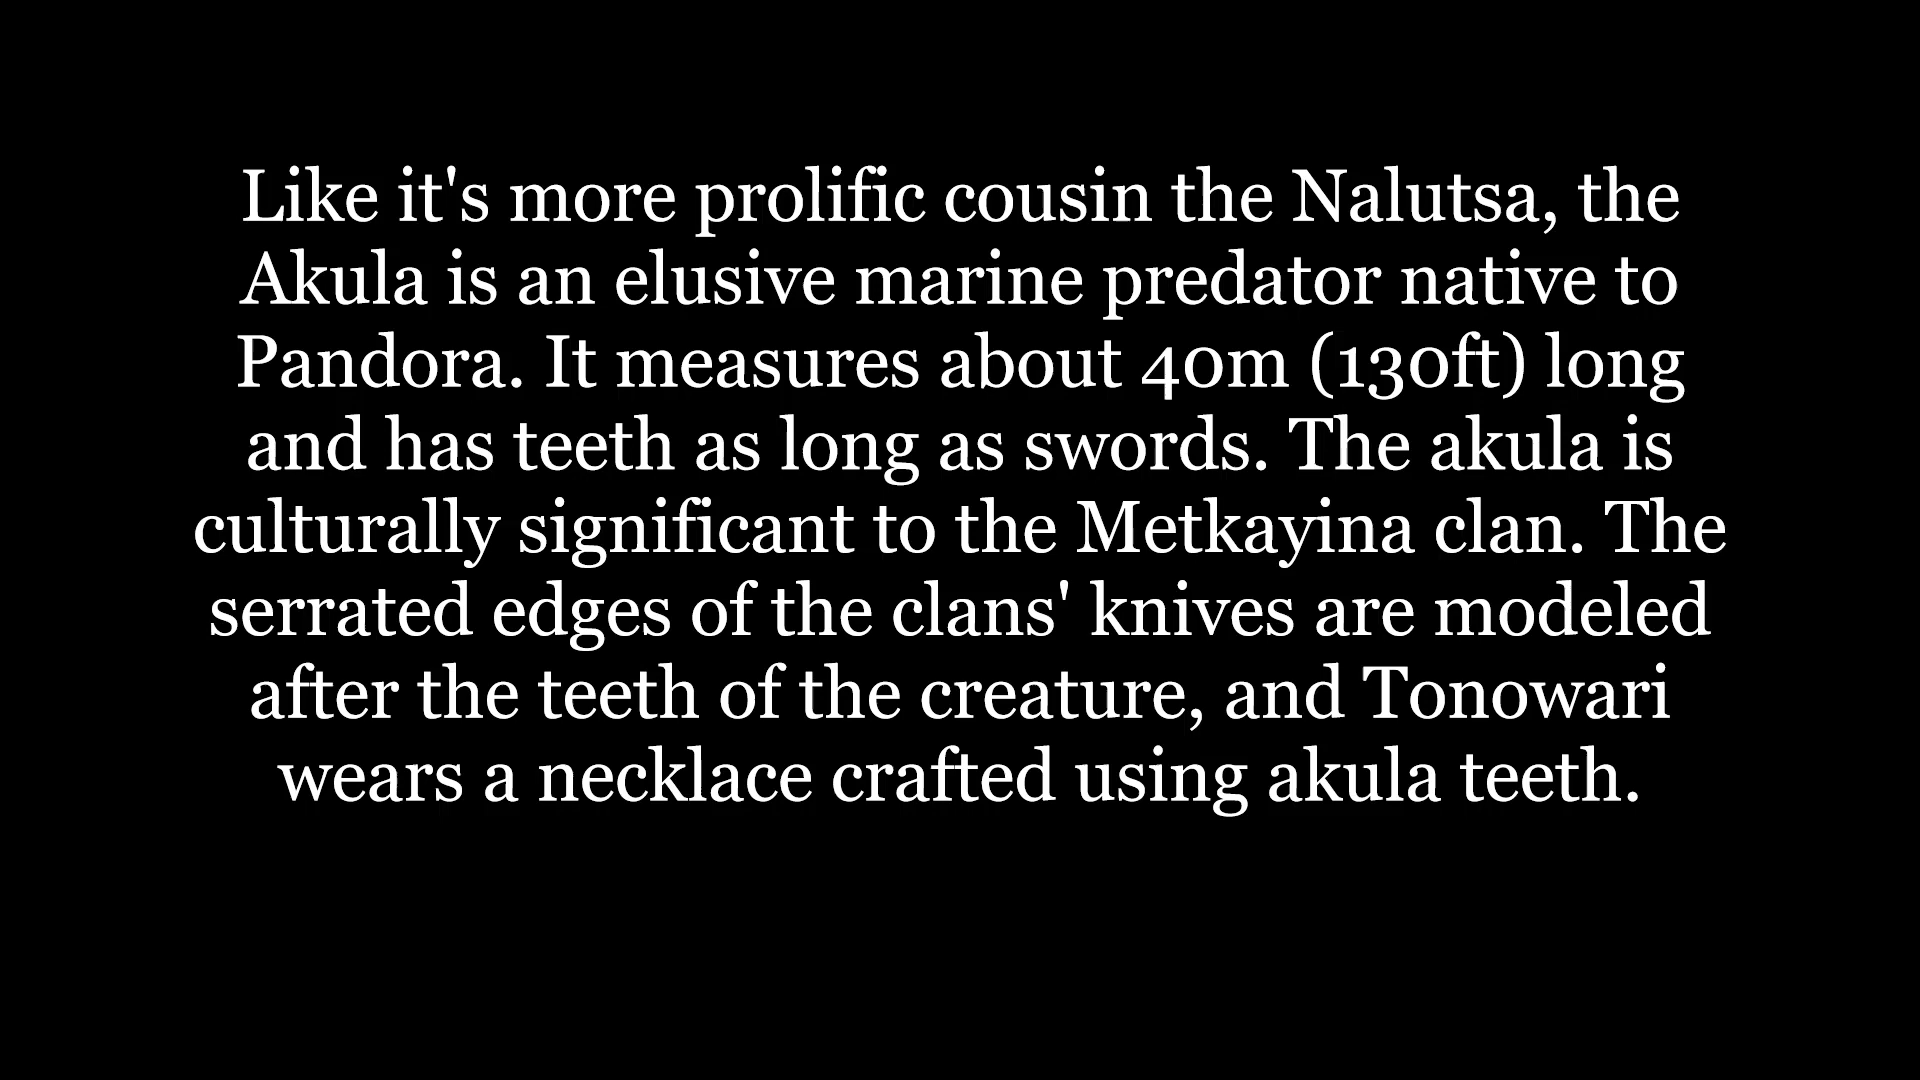 Like it's more prolific cousin the Nalutsa, the
Akula is an elusive marine predator native to
Pandora. It measures about 40m (130ft) long
and has teeth as long as swords. The akula is
culturally significant to the Metkayina clan. The
serrated edges of the clans' knives are modeled
after the teeth of the creature, and Tonowari
wears a necklace crafted using akula teeth.